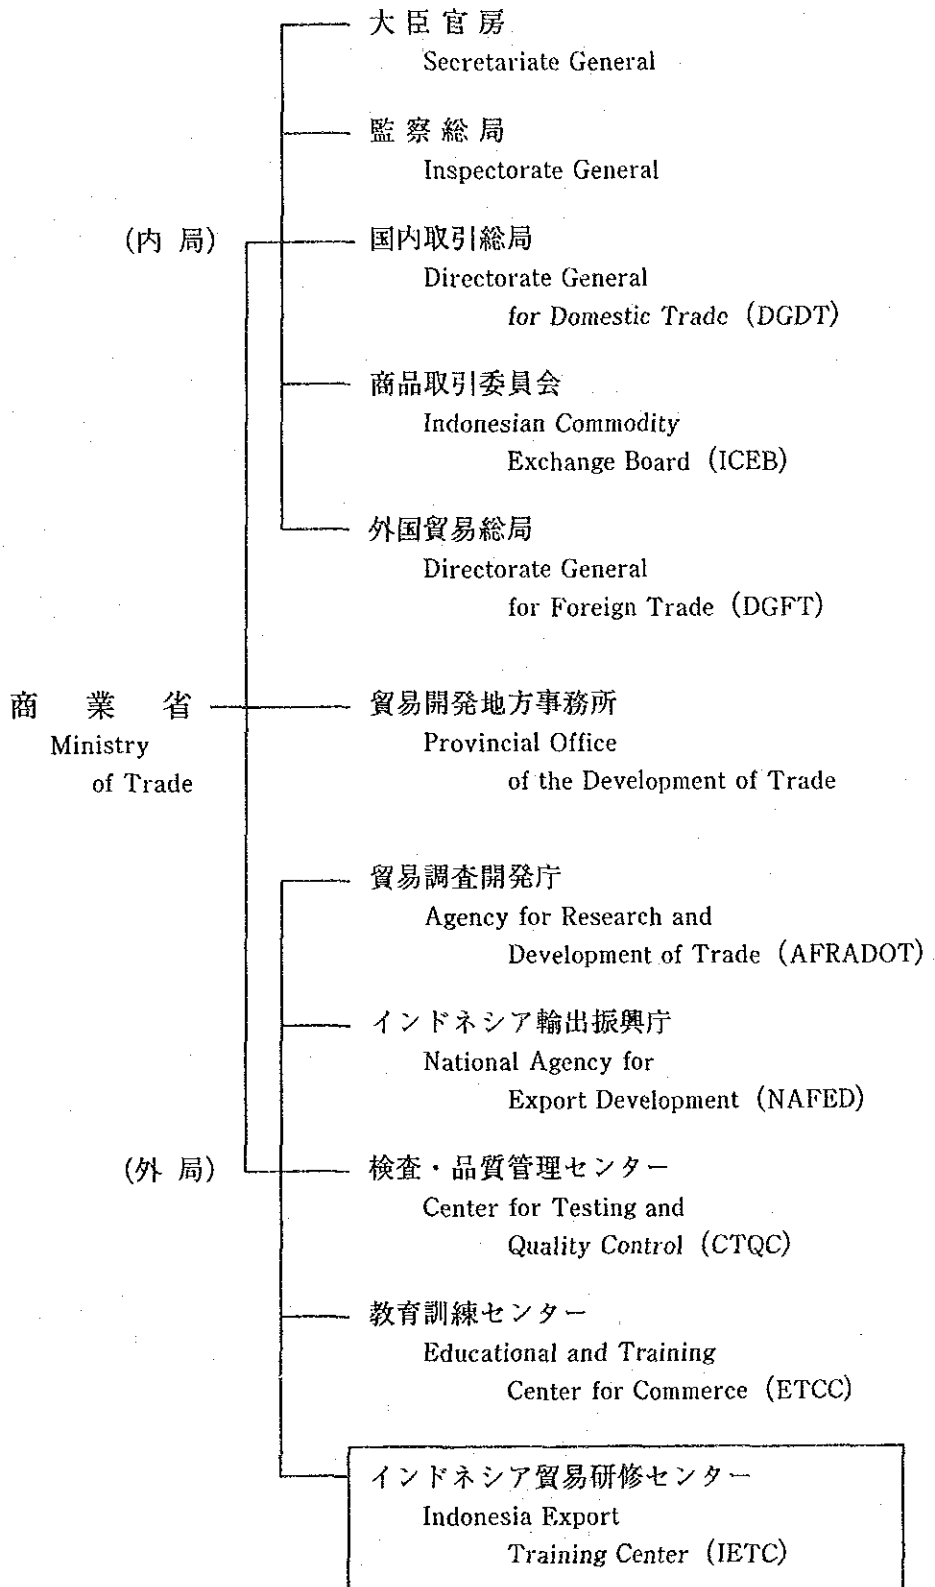 大臣官房
Secretariate General
監察総局
Inspectorate General
(内局)
国内取引総局
Directorate General
for Domestic Trade (DGDT)
商品取引委員会
Indonesian Commodity
Exchange Board (ICEB)
外国貿易総局
Directorate General
for Foreign Trade (DGFT)
商業省
Ministry
of Trade
貿易開発地方事務所
Provincial Office
of the Development of Trade
貿易調査開発庁
Agency for Research and
Development of Trade (AFRADOT)
インドネシア輸出振興庁
National Agency for
Export Development (NAFED)
(外局)
検査・品質管理センター
Center for Testing and
Quality Control (CTQC)
教育訓練センター
Educational and Training
Center for Commerce (ETCC)
インドネシア貿易研修センター
Indonesia Export
Training Center (IETC)